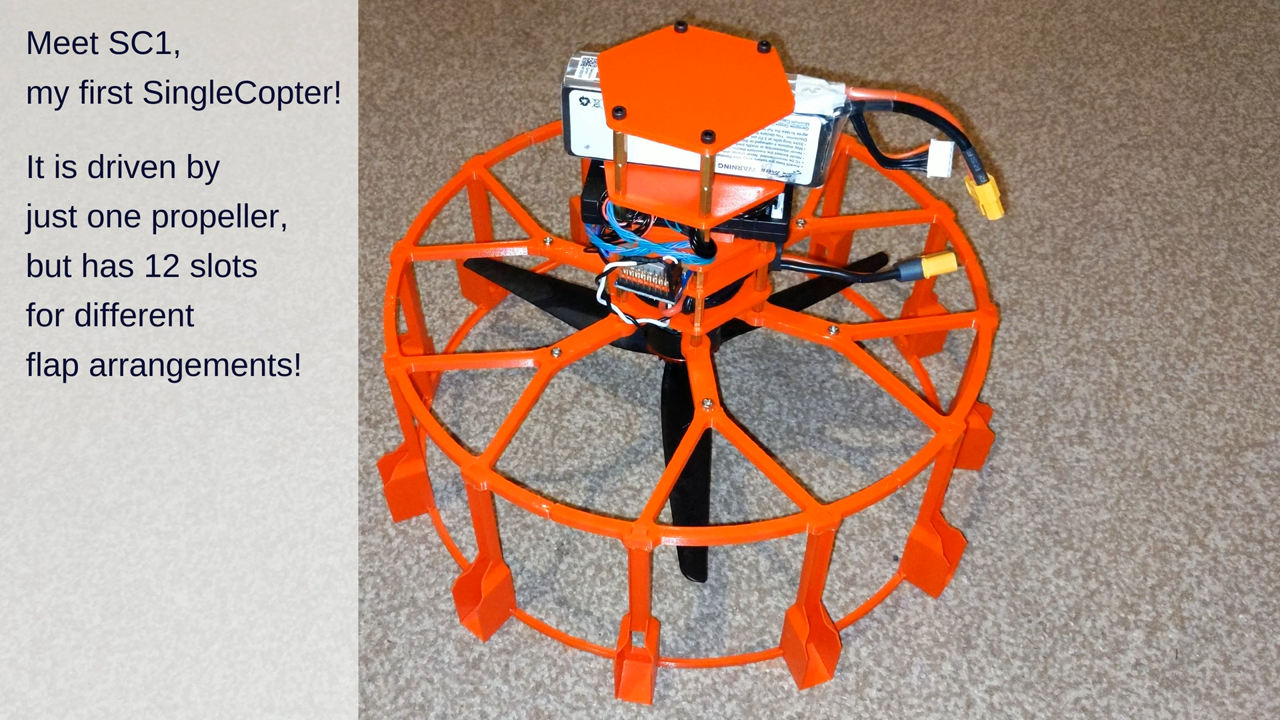 Meet SC1,
my first SingleCopter!
It is driven by
just one propeller,
but has 12 slots
for different
flap arrangements!
WARNING